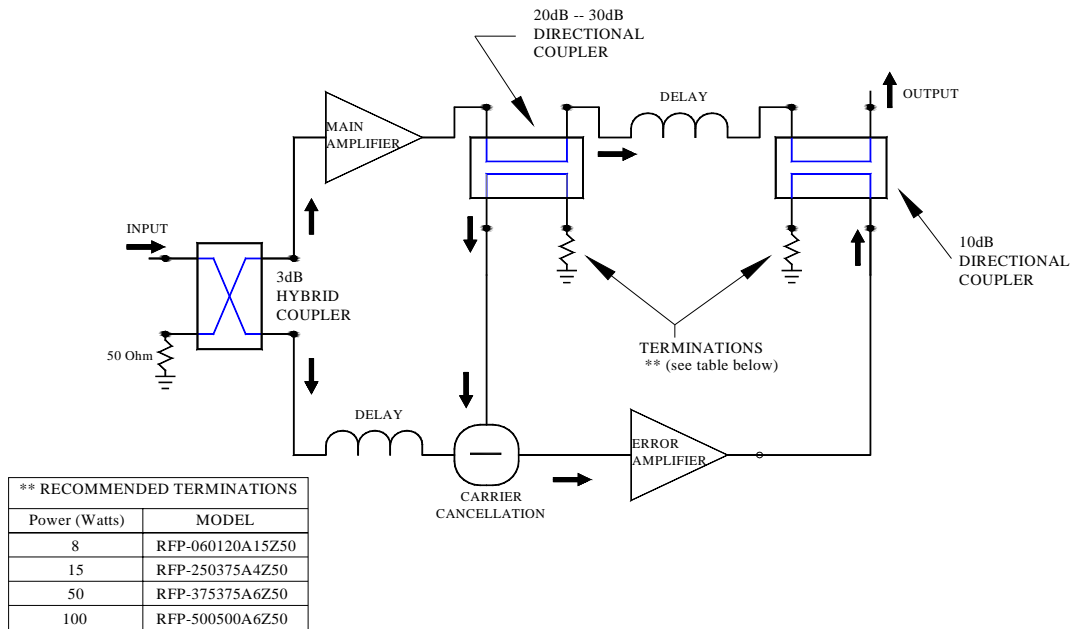 20dB -- 30dB
DIRECTIONAL
COUPLER
DELAY
OUTPUT
MAIN
AMPLIFIER
INPUT
3dB
HYBRID
COUPLER
10dB
DIRECTIONAL
COUPLER
50 Ohm
TERMINATIONS
** (see table below)
DELAY
ERROR
AMPLIFIER
CARRIER
CANCELLATION
** RECOMMENDED TERMINATIONS
Power (Watts) MODEL
8 RFP-060120A15Z50
15 RFP-250375A4Z50
50 RFP-375375A6Z50
100 RFP-500500A6Z50